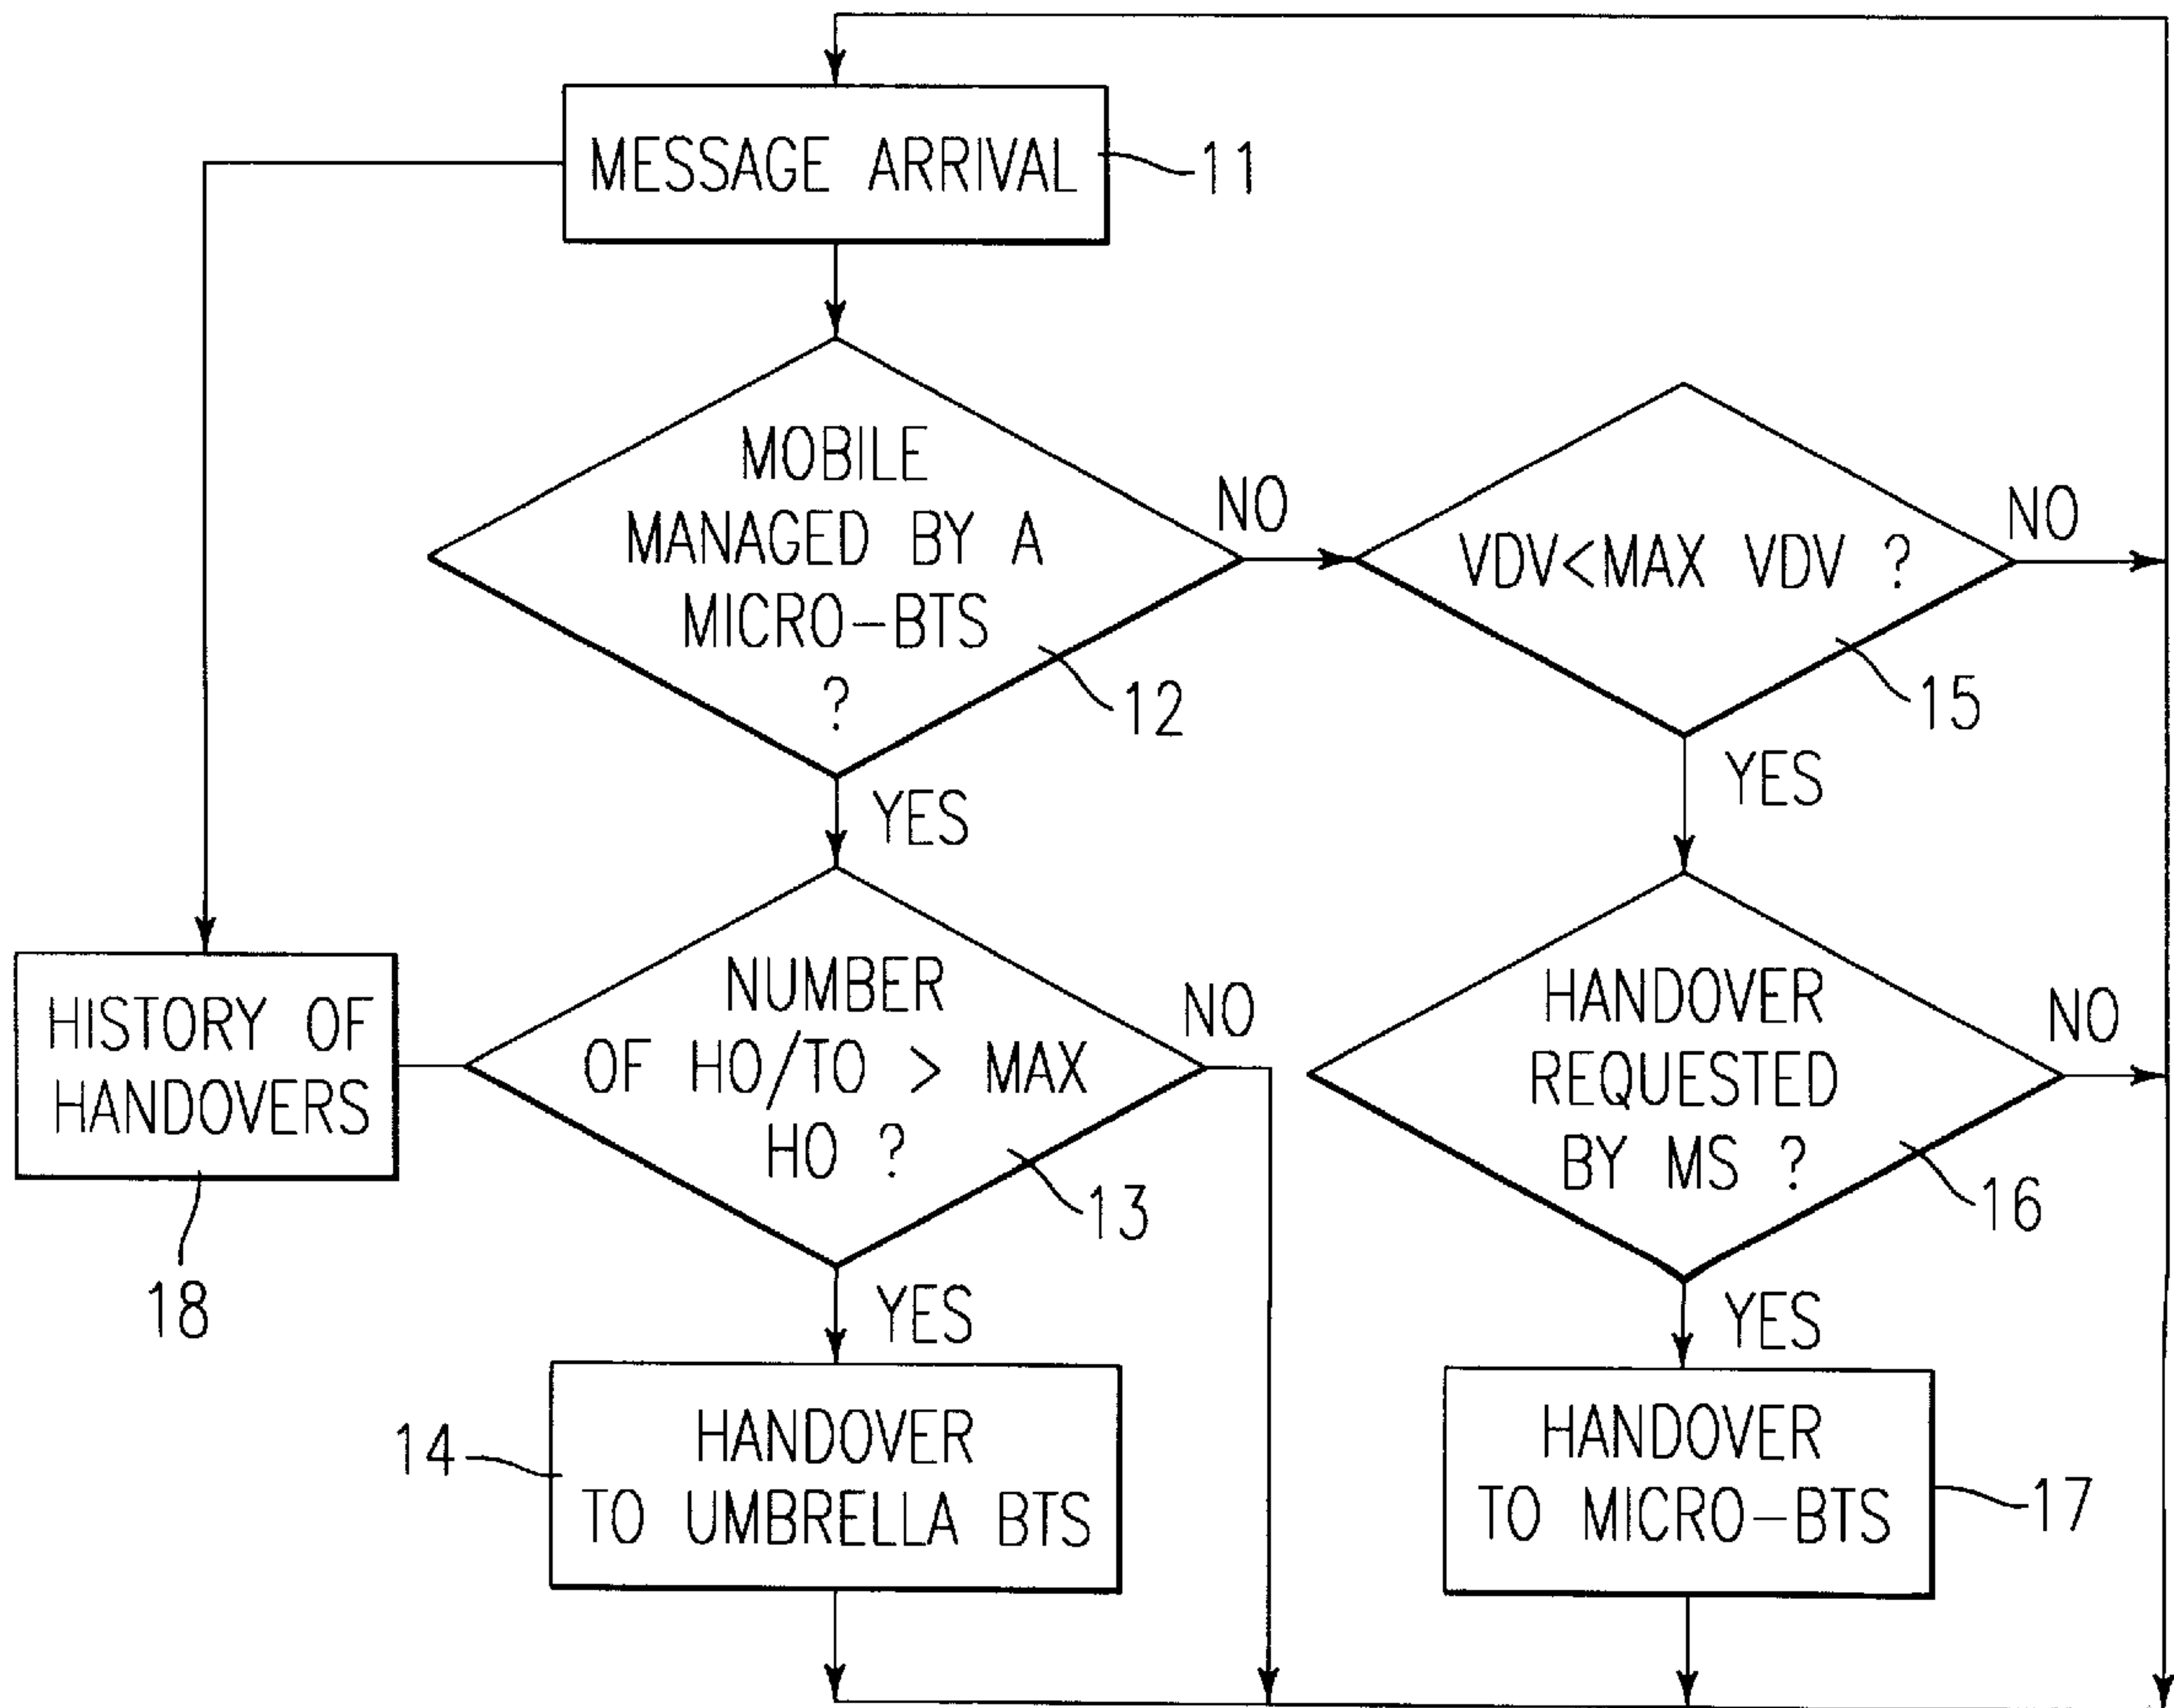 MESSAGE ARRIVAL
11
MOBILE
MANAGED BY A
MICRO-BTS
?
12
NO
VDV<MAX VDV ?
NO
15
YES
YES
HISTORY OF
HANDOVERS
18
NUMBER
OF HO/TO > MAX
HO ?
13
NO
HANDOVER
REQUESTED
BY MS ?
NO
16
YES
YES
14
HANDOVER
TO UMBRELLA BTS
HANDOVER
TO MICRO-BTS
17